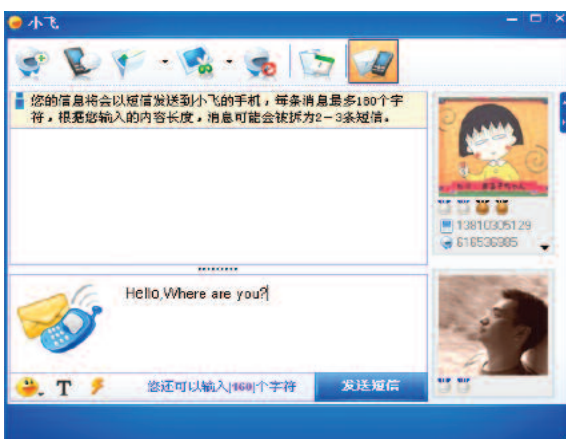 小飞
您的信息将会以短信发送到小飞的手机，每条消息最多180个字
符，根据您输入的内容长度，消息可能会被拆为2－3条短信。
13810305129
616536985
Hello,Where are you?
T
您还可以输入|160|个字符
发送短信